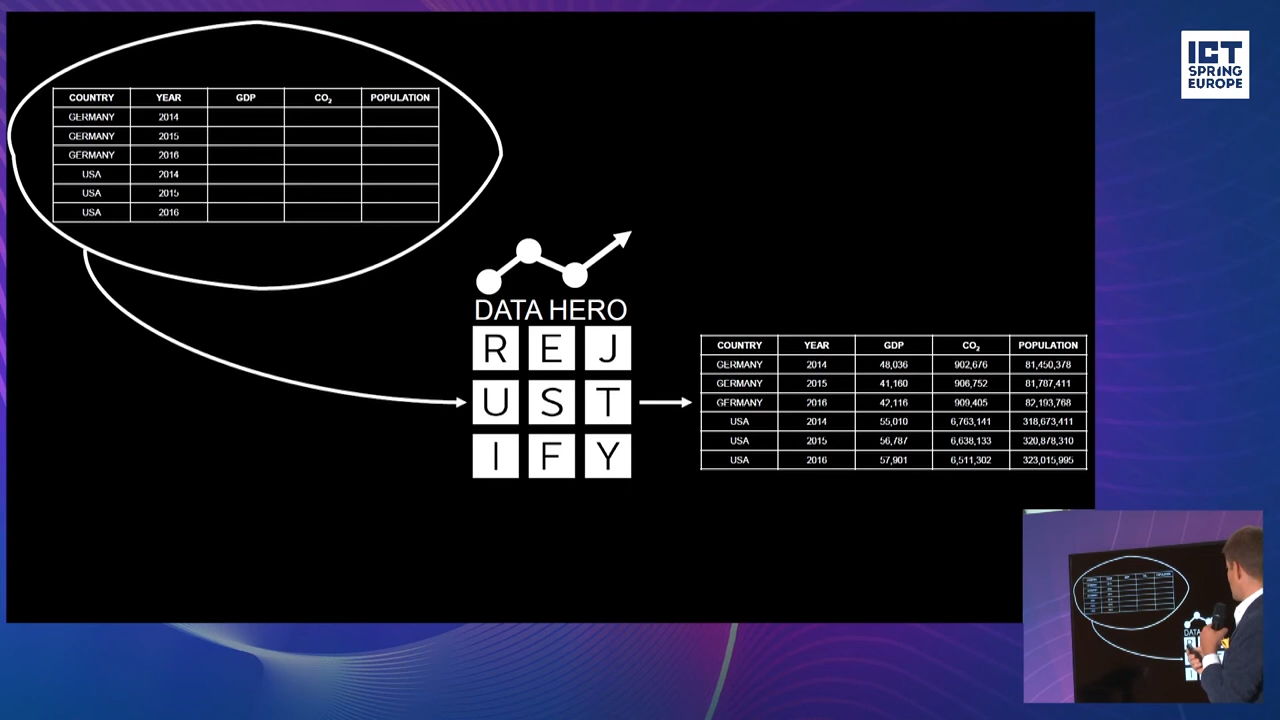 ICT
SPRING
EUROPE
COUNTRY YEAR GDP CO₂ POPULATION
GERMANY 2014
GERMANY 2015
GERMANY 2016
USA 2014
USA 2015
USA 2016
DATA HERO
R E J
U S T
I F Y
COUNTRY YEAR GDP CO₂ POPULATION
GERMANY 2014 48,036 902,676 81,450,378
GERMANY 2015 41,160 906,752 81,787,411
GERMANY 2016 42,116 909,405 82,193,768
USA 2014 55,010 6,763,141 318,673,411
USA 2015 56,787 6,638,133 320,878,310
USA 2016 57,901 6,511,302 323,015,995